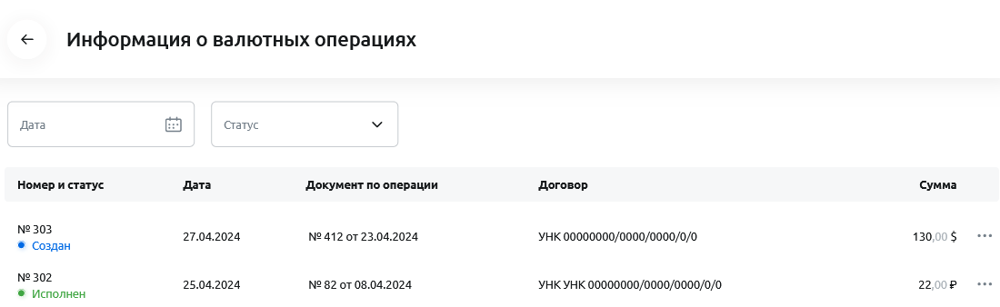 Информация о валютных операциях
Дата
Статус
Номер и статус Дата Документ по операции Договор Сумма
№ 303
Создан
27.04.2024 № 412 от 23.04.2024 УНК 00000000/0000/0000/0/0 130,00 $
№ 302
Исполнен
25.04.2024 № 82 от 08.04.2024 УНК УНК 00000000/0000/0000/0/0 22,00 ₽